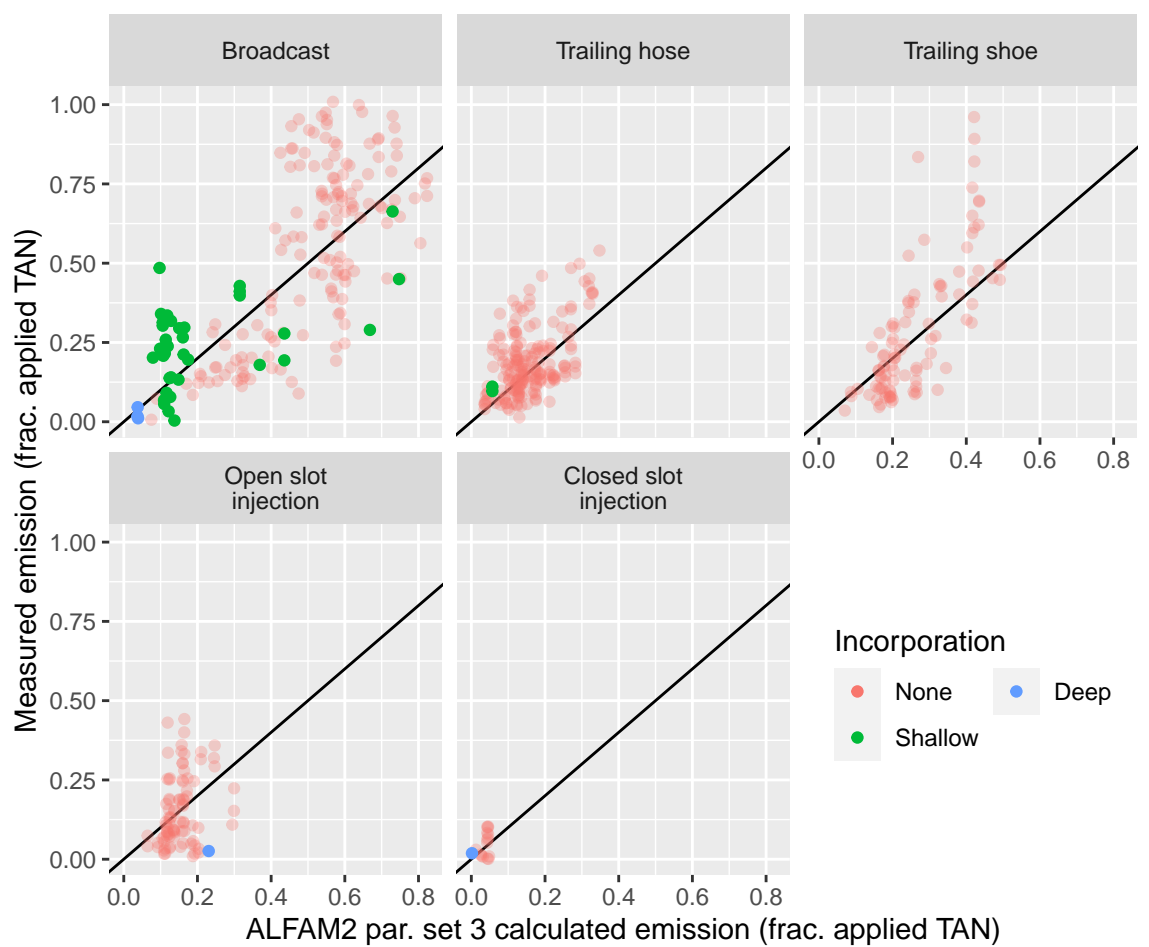 Broadcast
Trailing hose
Trailing shoe
1.00
0.75
0.50
0.25
0.00
0.0 0.2 0.4 0.6 0.8
Open slot
injection
Closed slot
injection
1.00
0.75
0.50
0.25
0.00
0.0 0.2 0.4 0.6 0.8
0.0 0.2 0.4 0.6 0.8
Measured emission (frac. applied TAN)
ALFAM2 par. set 3 calculated emission (frac. applied TAN)
Incorporation
None
Deep
Shallow